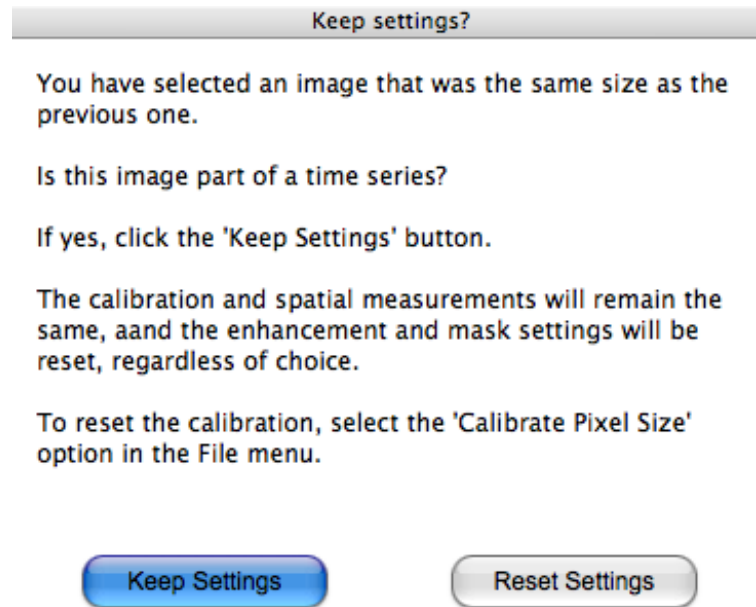 Keep settings?
You have selected an image that was the same size as the
previous one.
Is this image part of a time series?
If yes, click the 'Keep Settings' button.
The calibration and spatial measurements will remain the
same, aand the enhancement and mask settings will be
reset, regardless of choice.
To reset the calibration, select the 'Calibrate Pixel Size'
option in the File menu.
Keep Settings
Reset Settings